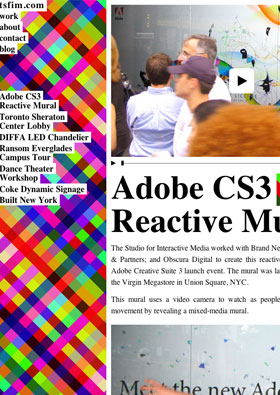 tsfim.com
work
about
contact
blog
Adobe CS3
Reactive Mural
Toronto Sheraton
Center Lobby
DIFFA LED Chandelier
Ransom Everglades
Campus Tour
Dance Theater
Workshop
Coke Dynamic Signage
Built New York
Adobe CS3
Reactive Mu
The Studio for Interactive Media worked with Brand Ne
& Partners; and Obscura Digital to create this reactive
Adobe Creative Suite 3 launch event. The mural was la
the Virgin Megastore in Union Square, NYC.
This mural uses a video camera to watch as people
movement by revealing a mixed-media mural.
Meet the new Ado